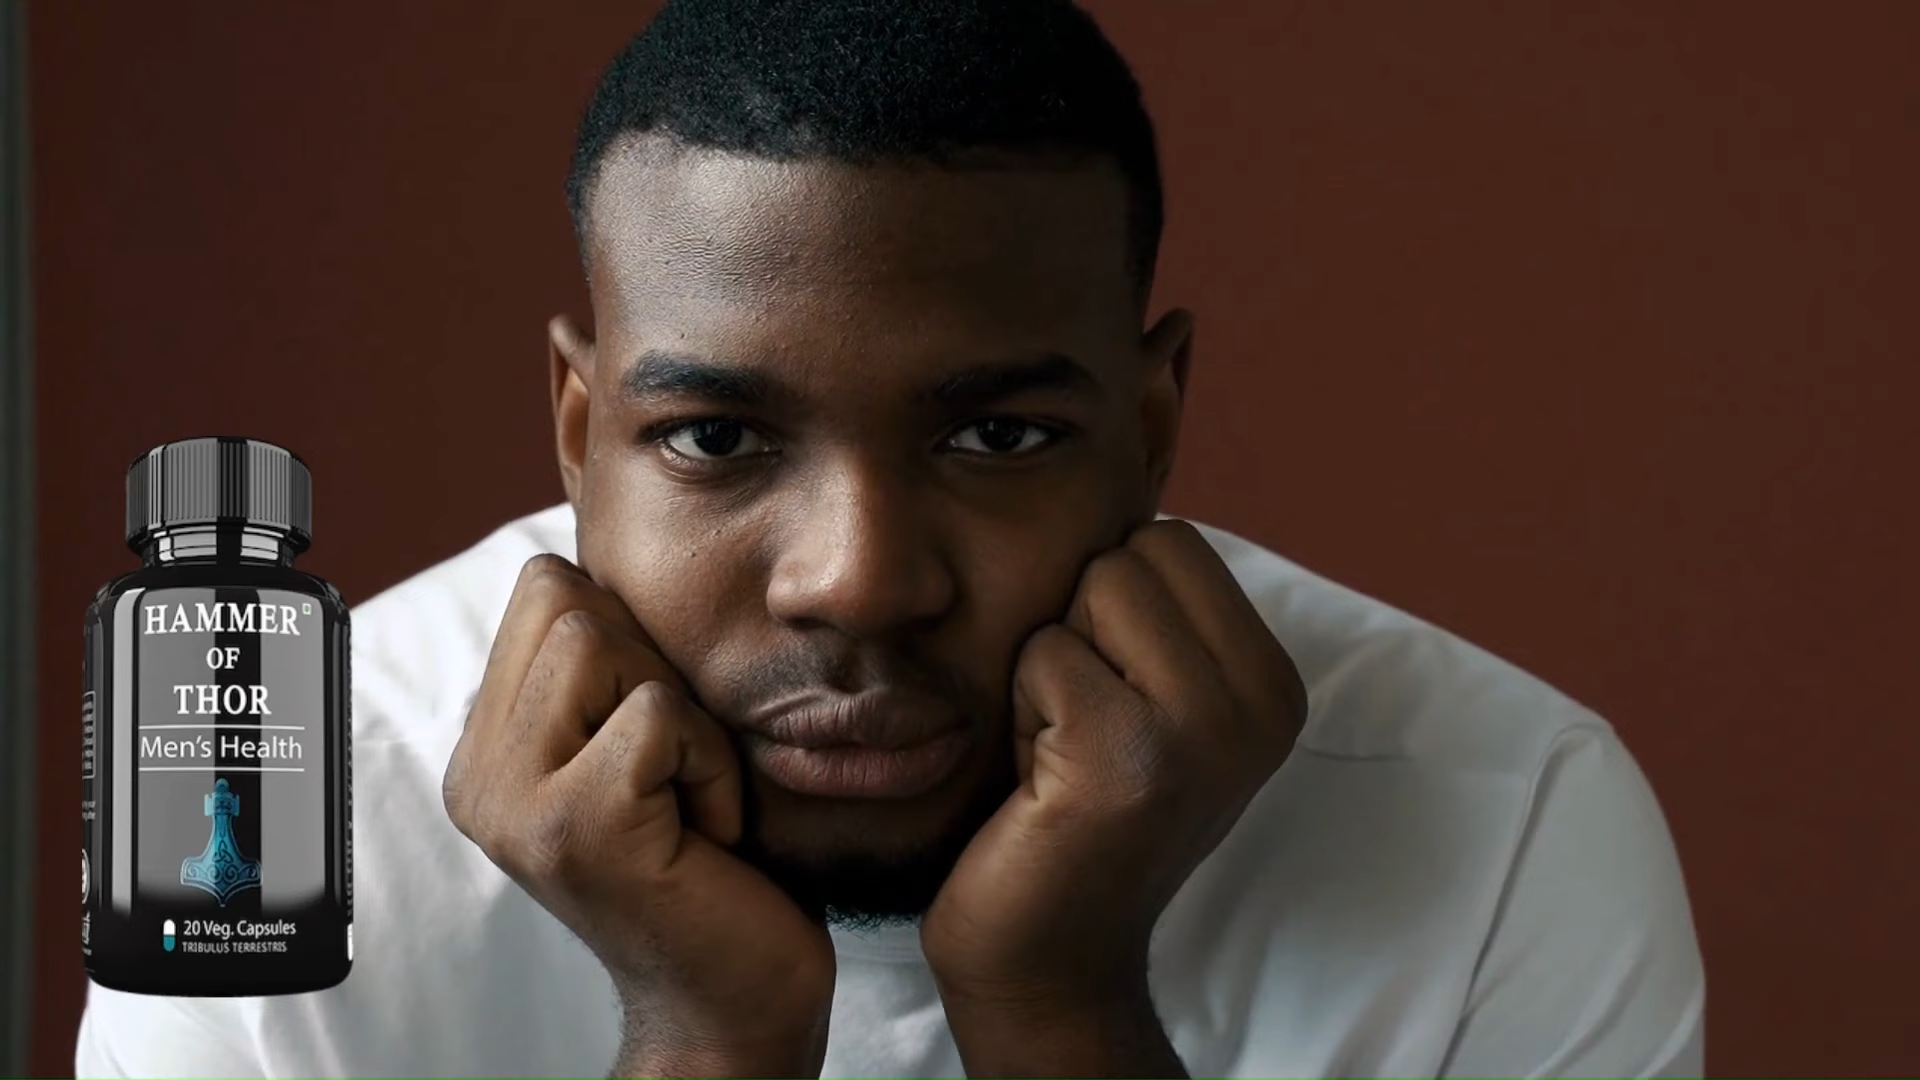 HAMMER
OF
THOR
Men's Health
20 Veg. Capsules
TRIBULUS TERRESTRIS